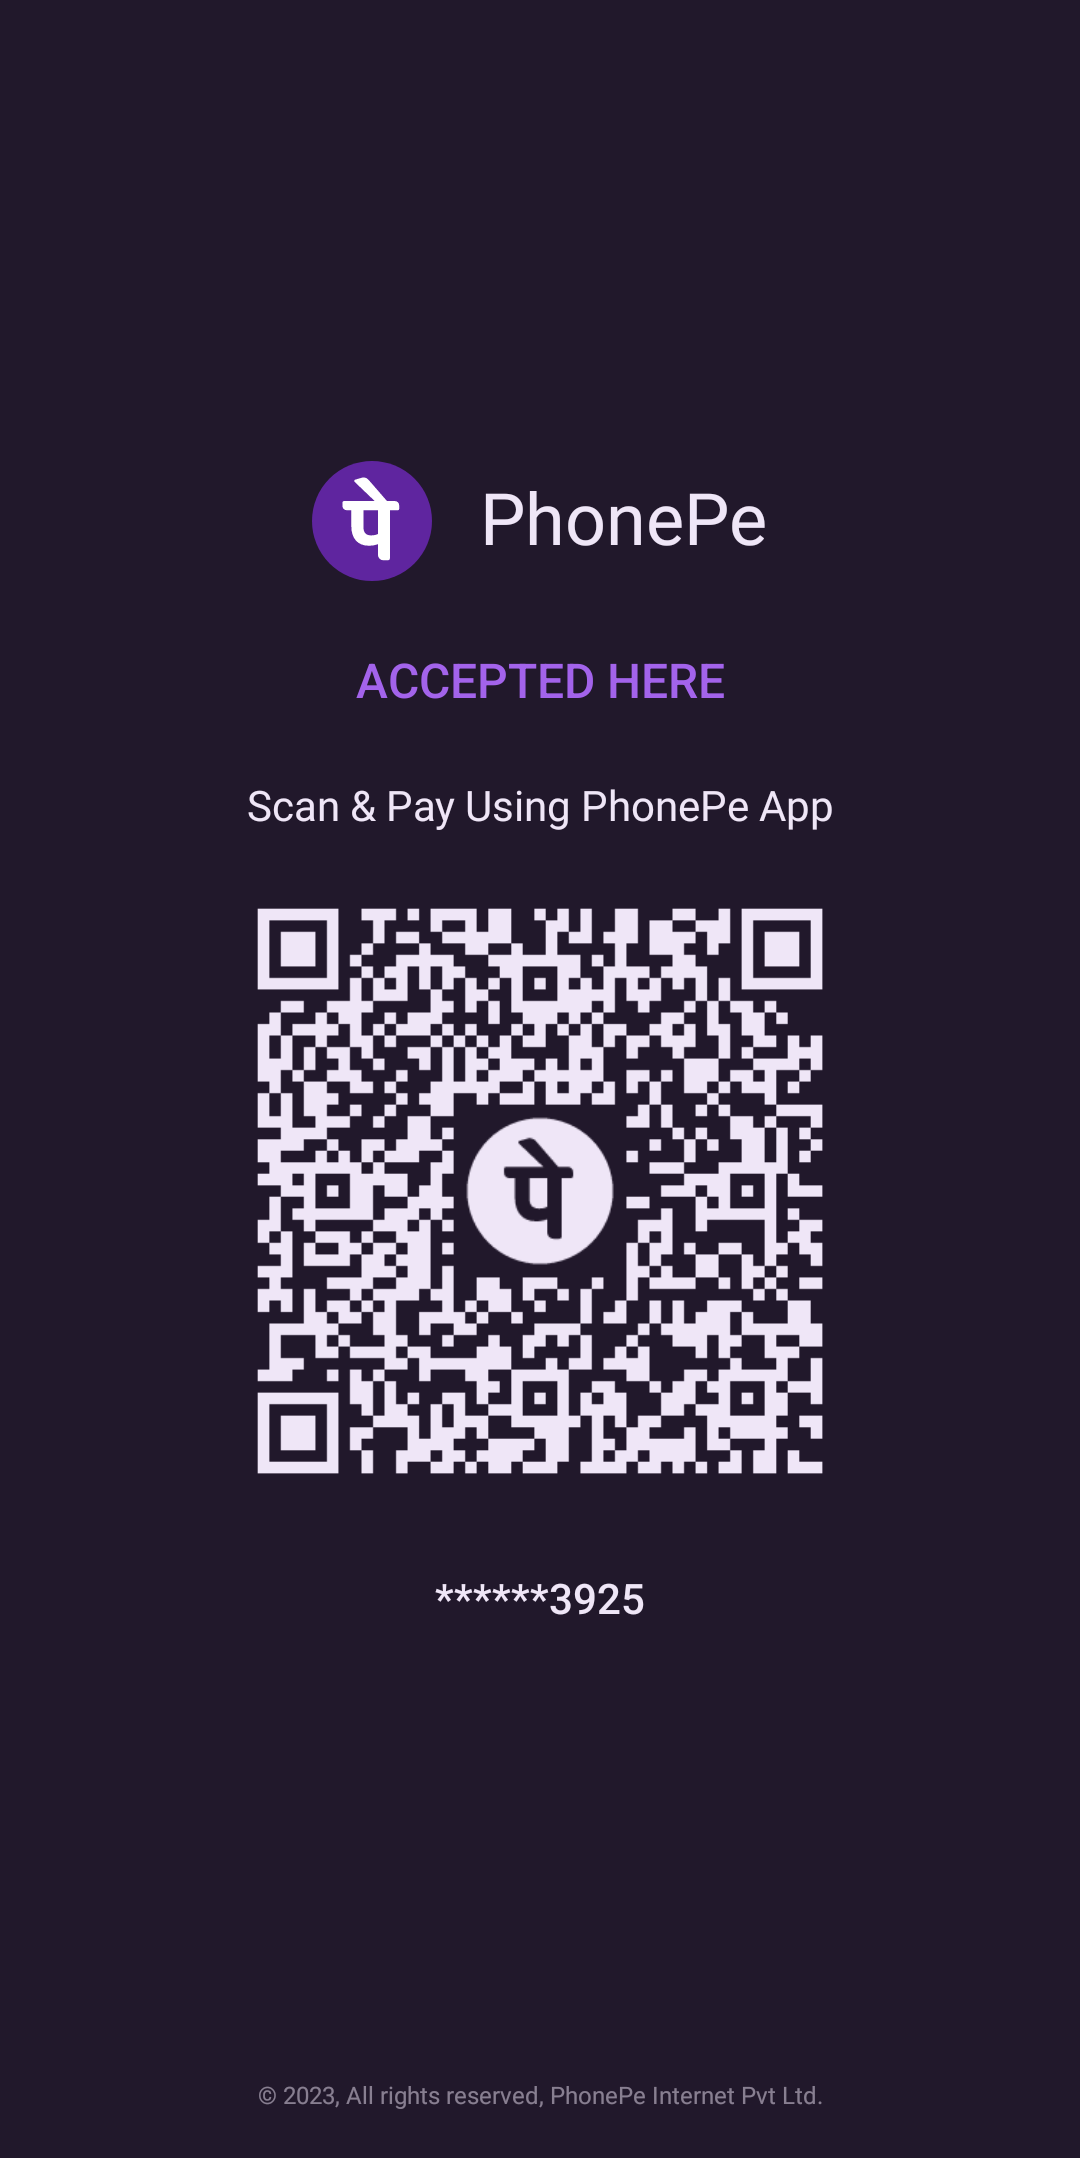 पे PhonePe
ACCEPTED HERE
Scan & Pay Using PhonePe App
पे
******3925
© 2023, All rights reserved, PhonePe Internet Pvt Ltd.